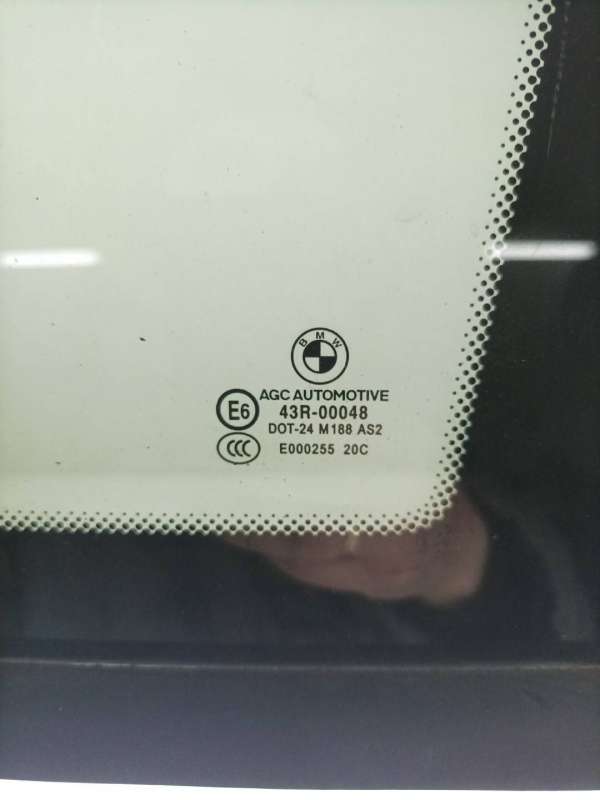 BMW
AGC AUTOMOTIVE
E6 43R-00048
DOT-24 M188 AS2
CCC E000255 20C